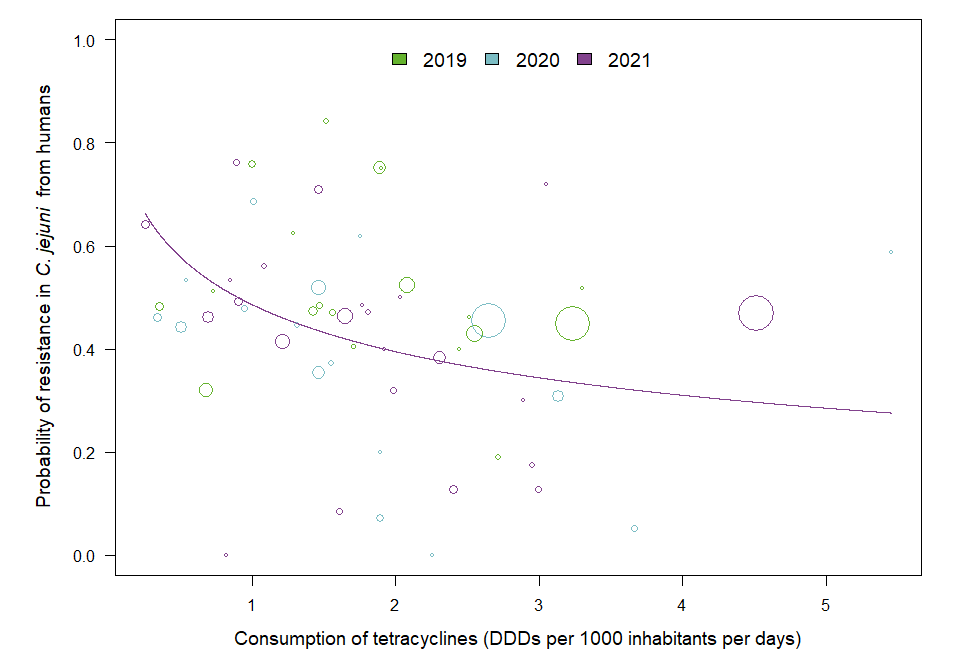 2019 2020 2021
1.0
0.8
0.6
0.4
0.2
0.0
Probability of resistance in C. jejuni from humans
1 2 3 4 5
Consumption of tetracyclines (DDDs per 1000 inhabitants per days)